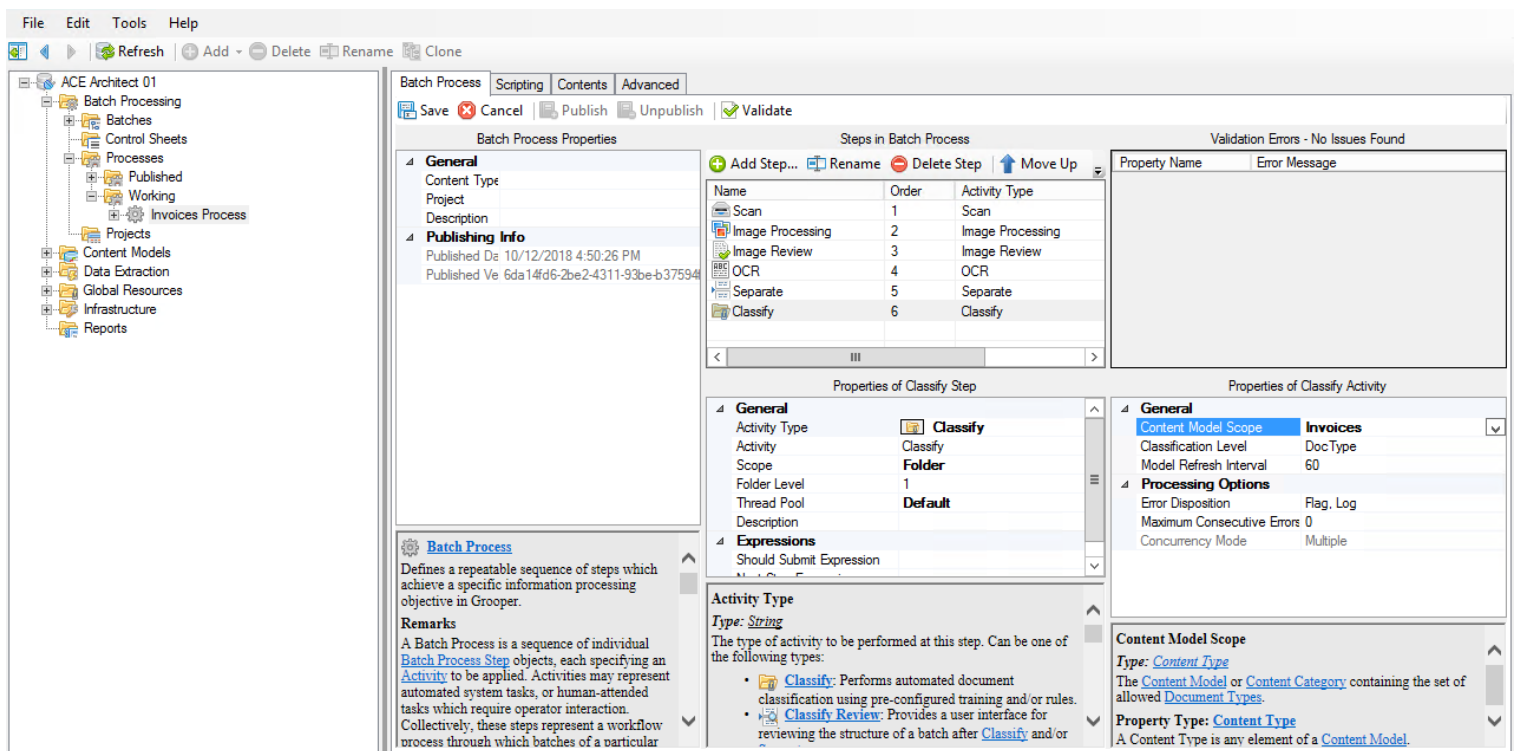 File Edit Tools Help
Refresh Add Delete Rename Clone
ACE Architect 01
Batch Processing
Batches
Control Sheets
Processes
Published
Working
Invoices Process
Projects
Content Models
Data Extraction
Global Resources
Infrastructure
Reports
Batch Process Scripting Contents Advanced
Save Cancel Publish Unpublish Validate
Batch Process Properties
General
Content Type
Project
Description
Publishing Info
Published Da 10/12/2018 4:50:26 PM
Published Ve 6da14fd6-2be2-4311-93be-b37594f
Batch Process
Defines a repeatable sequence of steps which
achieve a specific information processing
objective in Grooper.
Remarks
A Batch Process is a sequence of individual
Batch Process Step objects, each specifying an
Activity to be applied. Activities may represent
automated system tasks, or human-attended
tasks which require operator interaction.
Collectively, these steps represent a workflow
process through which batches of a particular
Steps in Batch Process
Add Step... Rename Delete Step Move Up
Name Order Activity Type
Scan 1 Scan
Image Processing 2 Image Processing
Image Review 3 Image Review
OCR 4 OCR
Separate 5 Separate
Classify 6 Classify
Properties of Classify Step
General
Activity Type Classify
Activity Classify
Scope Folder
Folder Level 1
Thread Pool Default
Description
Expressions
Should Submit Expression
Activity Type
Type: String
The type of activity to be performed at this step. Can be one of
the following types:
• Classify: Performs automated document
classification using pre-configured training and/or rules.
• Classify Review: Provides a user interface for
reviewing the structure of a batch after Classify and/or
Validation Errors - No Issues Found
Property Name Error Message
Properties of Classify Activity
General
Content Model Scope Invoices
Classification Level DocType
Model Refresh Interval 60
Processing Options
Error Disposition Flag, Log
Maximum Consecutive Errors 0
Concurrency Mode Multiple
Content Model Scope
Type: Content Type
The Content Model or Content Category containing the set of
allowed Document Types.
Property Type: Content Type
A Content Type is any element of a Content Model.